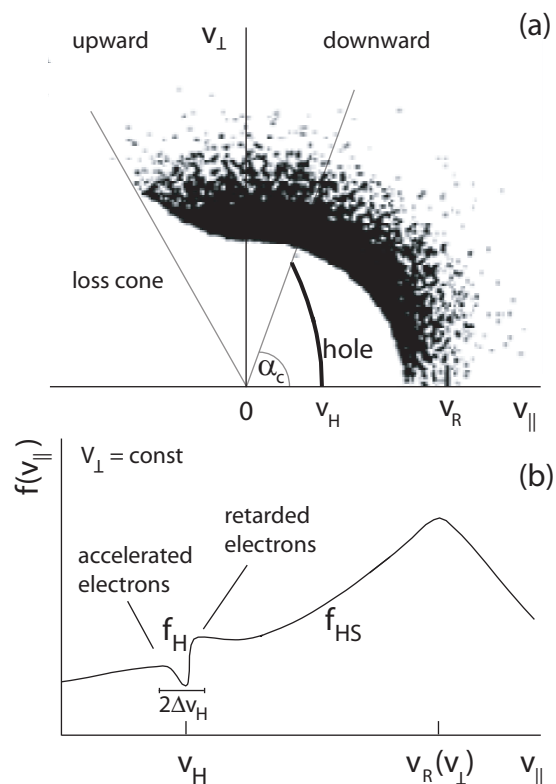 upward
v⊥
downward
(a)
loss cone
αc
hole
0
vH
vR
v||
f(v||)
V⊥ = const
(b)
retarded
electrons
accelerated
electrons
fH
fHS
2ΔvH
vH
vR(v⊥)
v||